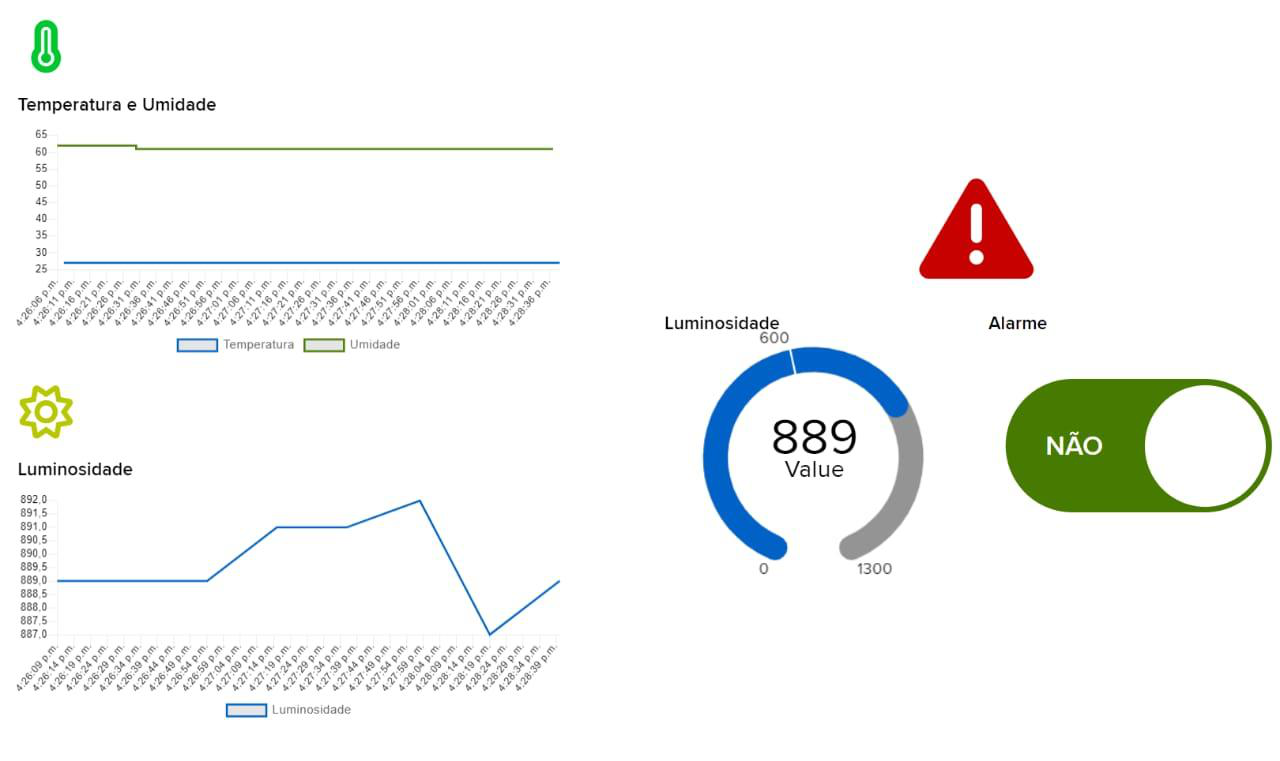 Temperatura e Umidade
65
60
55
50
45
40
35
30
25
4:26:06 p.m.
4:26:11 p.m.
4:26:16 p.m.
4:26:21 p.m.
4:26:26 p.m.
4:26:31 p.m.
4:26:36 p.m.
4:26:41 p.m.
4:26:46 p.m.
4:26:51 p.m.
4:26:56 p.m.
4:27:01 p.m.
4:27:06 p.m.
4:27:11 p.m.
4:27:16 p.m.
4:27:21 p.m.
4:27:26 p.m.
4:27:31 p.m.
4:27:36 p.m.
4:27:41 p.m.
4:27:46 p.m.
4:27:51 p.m.
4:27:56 p.m.
4:28:01 p.m.
4:28:06 p.m.
4:28:11 p.m.
4:28:16 p.m.
4:28:21 p.m.
4:28:26 p.m.
4:28:31 p.m.
4:28:36 p.m.
Temperatura Umidade
Luminosidade
892,0
891,5
891,0
890,5
890,0
889,5
889,0
888,5
888,0
887,5
887,0
4:26:09 p.m.
4:26:14 p.m.
4:26:19 p.m.
4:26:24 p.m.
4:26:29 p.m.
4:26:34 p.m.
4:26:39 p.m.
4:26:44 p.m.
4:26:49 p.m.
4:26:54 p.m.
4:26:59 p.m.
4:27:04 p.m.
4:27:09 p.m.
4:27:14 p.m.
4:27:19 p.m.
4:27:24 p.m.
4:27:29 p.m.
4:27:34 p.m.
4:27:39 p.m.
4:27:44 p.m.
4:27:49 p.m.
4:27:54 p.m.
4:27:59 p.m.
4:28:04 p.m.
4:28:09 p.m.
4:28:14 p.m.
4:28:19 p.m.
4:28:24 p.m.
4:28:29 p.m.
4:28:34 p.m.
4:28:39 p.m.
Luminosidade
Luminosidade
600
889
Value
0
1300
Alarme
NÃO